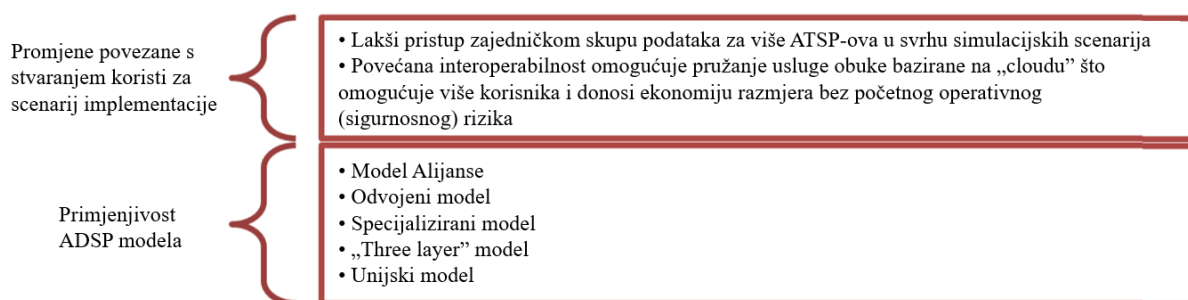 Promjene povezane s
stvaranjem koristi za
scenarij implementacije
• Lakši pristup zajedničkom skupu podataka za više ATSP-ova u svrhu simulacijskih scenarija
• Povećana interoperabilnost omogućuje pružanje usluge obuke bazirane na „cloudu” što
omogućuje više korisnika i donosi ekonomiju razmjera bez početnog operativnog
(sigurnosnog) rizika
Primjenjivost
ADSP modela
• Model Alijanse
• Odvojeni model
• Specijalizirani model
• „Three layer” model
• Unijski model